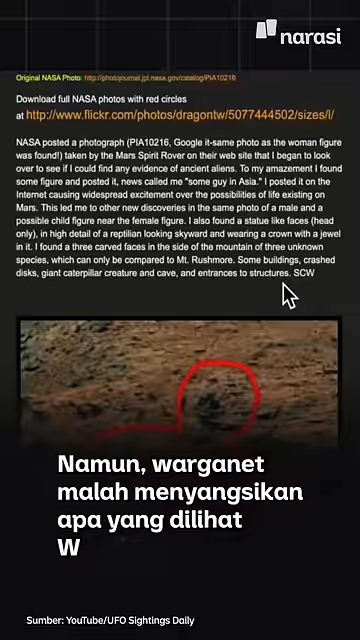 narasi
Original NASA Photo: http://photojournal.jpl.nasa.gov/catalog/PIA10216
Download full NASA photos with red circles
at http://www.flickr.com/photos/dragontw/5077444502/sizes/l/
NASA posted a photograph (PIA10216, Google it-same photo as the woman figure
was found!) taken by the Mars Spirit Rover on their web site that I began to look
over to see if I could find any evidence of ancient aliens. To my amazement I found
some figure and posted it, news called me "some guy in Asia." I posted it on the
Internet causing widespread excitement over the possibilities of life existing on
Mars. This led me to other new discoveries in the same photo of a male and a
possible child figure near the female figure. I also found a statue like faces (head
only), in high detail of a reptilian looking skyward and wearing a crown with a jewel
in it. I found a three carved faces in the side of the mountain of three unknown
species, which can only be compared to Mt. Rushmore. Some buildings, crashed
disks, giant caterpillar creature and cave, and entrances to structures. SCW
Namun, warganet
malah menyangsikan
apa yang dilihat
W
Sumber: YouTube/UFO Sightings Daily